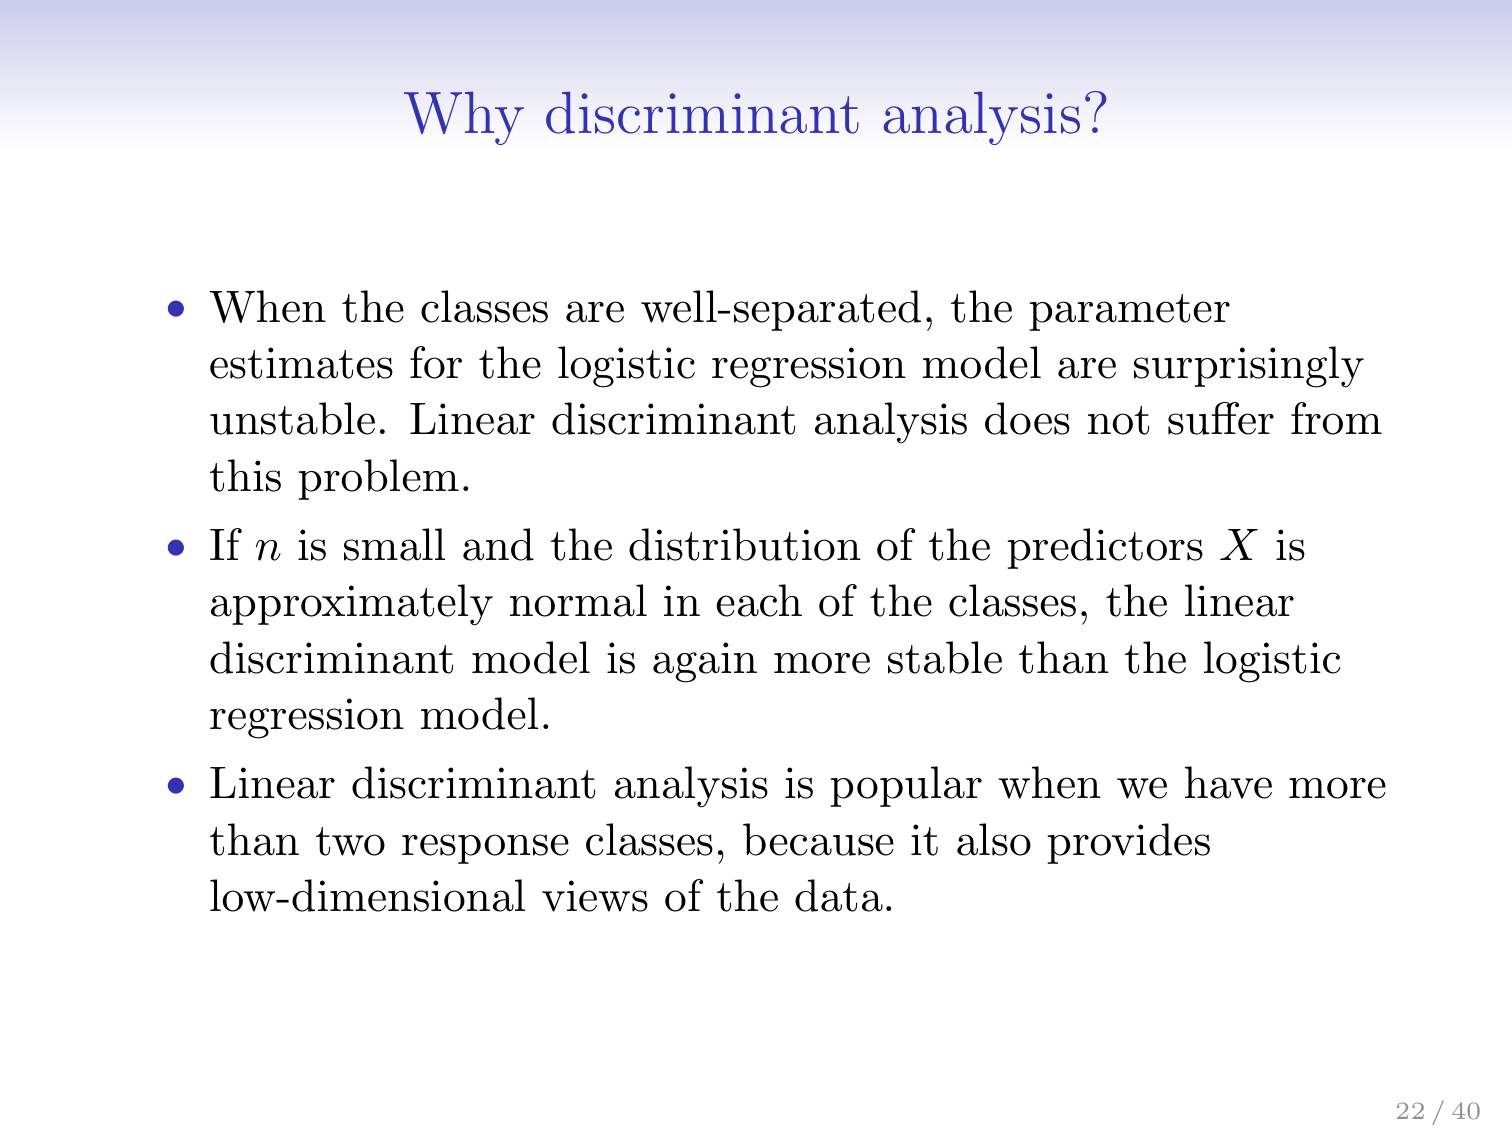 Why discriminant analysis?
• When the classes are well-separated, the parameter
estimates for the logistic regression model are surprisingly
unstable. Linear discriminant analysis does not suffer from
this problem.
• If n is small and the distribution of the predictors X is
approximately normal in each of the classes, the linear
discriminant model is again more stable than the logistic
regression model.
• Linear discriminant analysis is popular when we have more
than two response classes, because it also provides
low-dimensional views of the data.
22 / 40